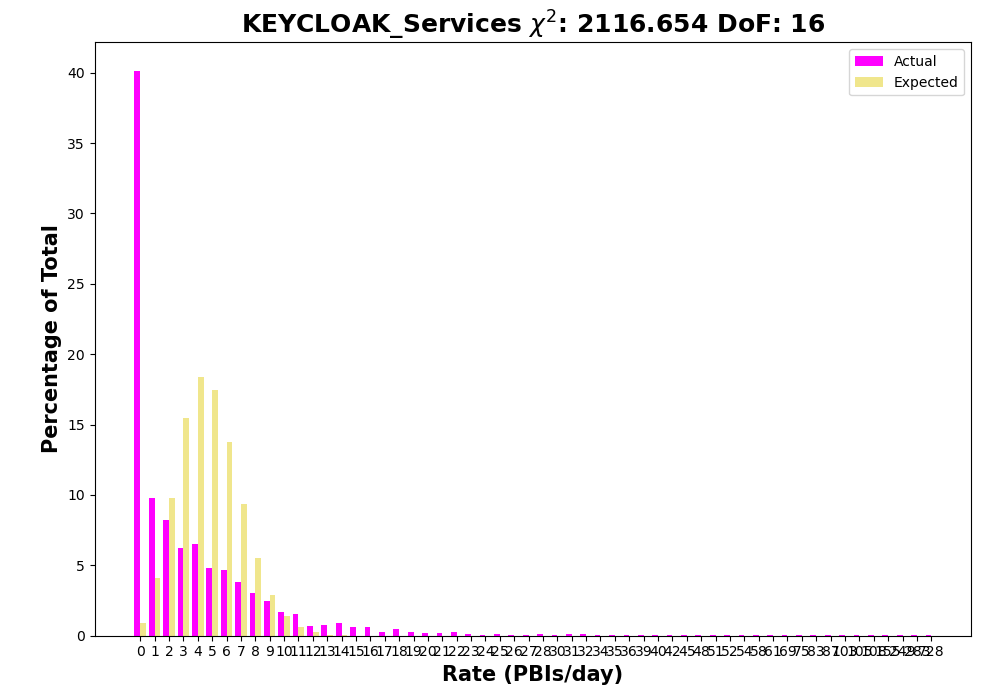 KEYCLOAK_Services χ²: 2116.654 DoF: 16
Actual
Expected
40
35
30
25
20
15
10
5
0
Percentage of Total
0 1 2 3 4 5 6 7 8 9 10 11 12 13 14 15 16 17 18 19 20 21 22 23 24 25 26 27 28 30 31 32 34 35 36 39 40 42 45 48 51 52 54 58 61 69 75 83 87
Rate (PBIs/day)